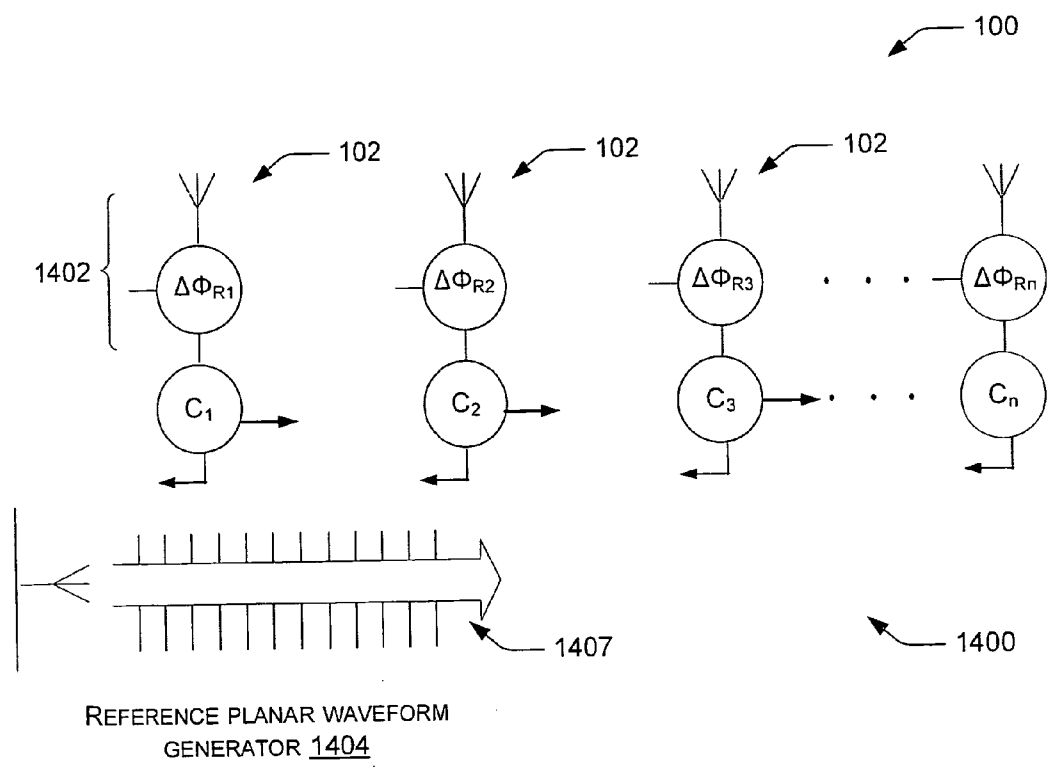 100
102
102
102
1402
ΔΦR1
ΔΦR2
ΔΦR3
. . .
ΔΦRn
C1
C2
C3
. . .
Cn
1407
1400
REFERENCE PLANAR WAVEFORM
GENERATOR 1404